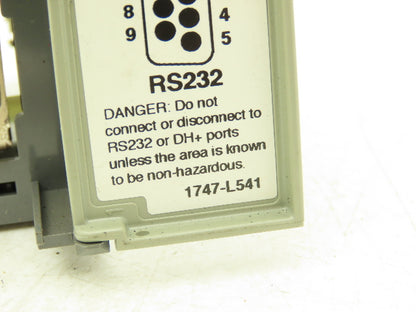 8 4
9 5
RS232
DANGER: Do not
connect or disconnect to
RS232 or DH+ ports
unless the area is known
to be non-hazardous.
1747-L541